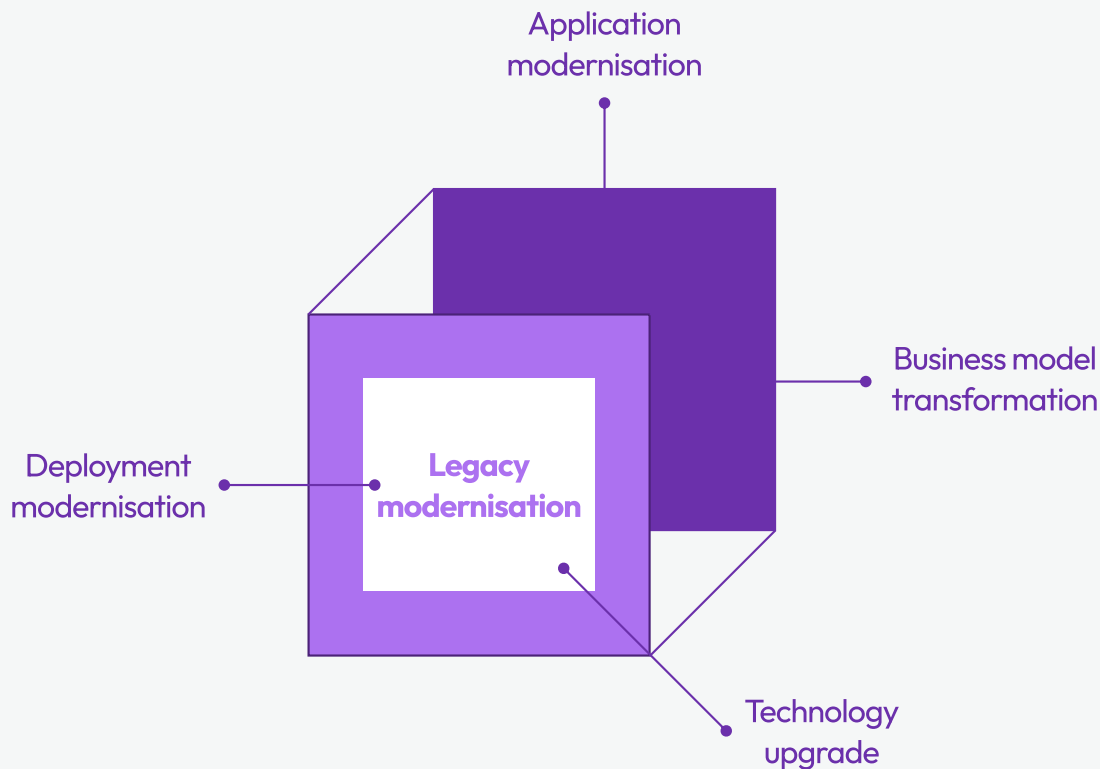 Application
modernisation
Business model
transformation
Deployment
modernisation
Legacy
modernisation
Technology
upgrade